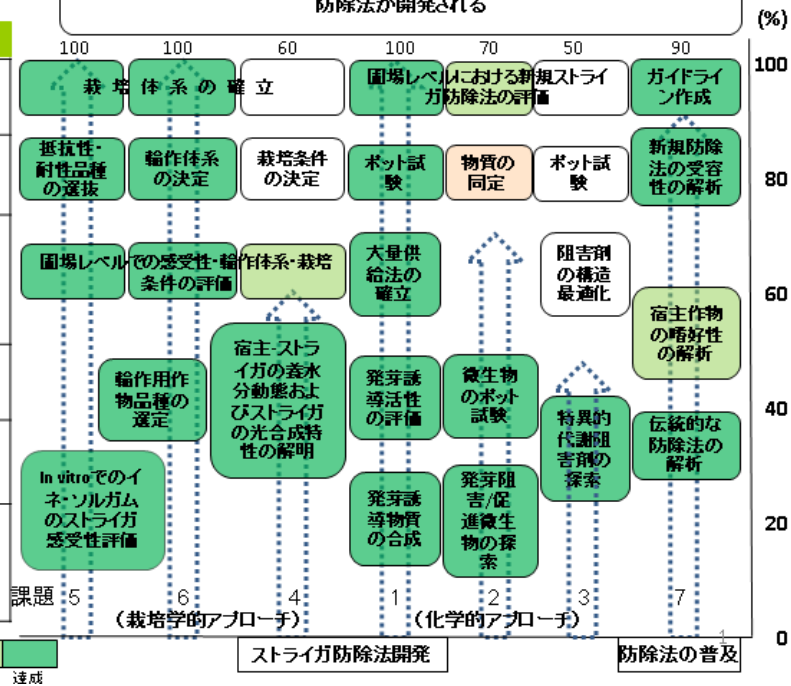 防除法が開発される
(%)
100
100
60
100
70
50
90
100
栽 培 体 系 の 確 立
圃場レベルにおける新規ストライ
ガ防除法の評価
ガイドライ
ン作成
抵抗性・
耐性品種
の選抜
輪作体系
の決定
栽培条件
の決定
ポット試
験
物質の
同定
ポット試
験
新規防除
法の受容
性の解析
80
圃場レベルでの感受性・輪作体系・栽培
条件の評価
大量供
給法の
確立
阻害剤
の構造
最適化
60
宿主作物
の嗜好性
の解析
宿主-ストラ
イガの養水
分動態およ
びストライガ
の光合成特
性の解明
輪作用作
物品種の
選定
発芽誘
導活性
の評価
微生物
のポット
試験
特異的
代謝阻
害剤の
探索
40
伝統的な
防除法の
解析
In vitroでのイ
ネ・ソルガム
のストライガ
感受性評価
発芽誘
導物質
の合成
発芽阻
害/促
進微生
物の探
索
20
課題 5 6 4 1 2 3 7
(栽培学的アプローチ) (化学的アプローチ)
1
0
ストライガ防除法開発
防除法の普及
達成